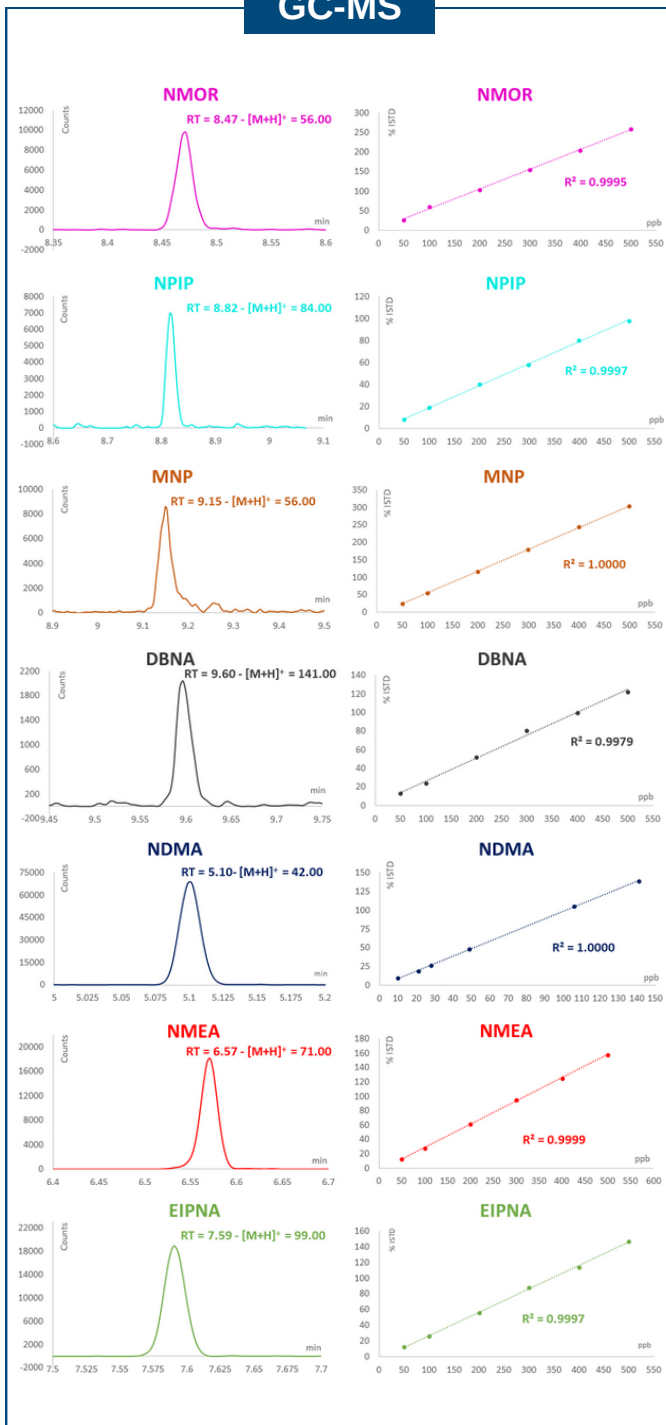 GC-MS
NMOR
Counts
RT = 8.47 - [M+H]⁺ = 56.00
12000
10000
8000
6000
4000
2000
0
-2000
min
8.35 8.4 8.45 8.5 8.55 8.6
NMOR
% ISTD
300
250
200
150
100
50
0
R² = 0.9995
ppb
0 50 100 150 200 250 300 350 400 450 500 550
NPIP
Counts
RT = 8.82 - [M+H]⁺ = 84.00
8000
7000
6000
5000
4000
3000
2000
1000
0
-1000
min
8.6 8.7 8.8 8.9 9 9.1
NPIP
% ISTD
120
100
80
60
40
20
0
R² = 0.9997
ppb
0 50 100 150 200 250 300 350 400 450 500 550
MNP
Counts
RT = 9.15 - [M+H]⁺ = 56.00
10000
8000
6000
4000
2000
0
min
8.9 9 9.1 9.2 9.3 9.4 9.5
MNP
% ISTD
350
300
250
200
150
100
50
0
R² = 1.0000
ppb
0 50 100 150 200 250 300 350 400 450 500 550
DBNA
Counts
RT = 9.60 - [M+H]⁺ = 141.00
2200
1800
1400
1000
600
200
-200
min
9.45 9.5 9.55 9.6 9.65 9.7 9.75
DBNA
% ISTD
140
120
100
80
60
40
20
0
R² = 0.9979
ppb
0 50 100 150 200 250 300 350 400 450 500 550
NDMA
Counts
RT = 5.10- [M+H]⁺ = 42.00
75000
60000
45000
30000
15000
0
min
5 5.025 5.05 5.075 5.1 5.125 5.15 5.175 5.2
NDMA
% ISTD
150
125
100
75
50
25
0
R² = 1.0000
ppb
0 10 20 30 40 50 60 70 80 90 100 110 120 130 140 150
NMEA
Counts
RT = 6.57 - [M+H]⁺ = 71.00
20000
16000
12000
8000
4000
0
min
6.4 6.45 6.5 6.55 6.6 6.65 6.7
NMEA
% ISTD
180
160
140
120
100
80
60
40
20
0
R² = 0.9999
ppb
0 50 100 150 200 250 300 350 400 450 500 550 600
EIPNA
Counts
RT = 7.59 - [M+H]⁺ = 99.00
22000
18000
14000
10000
6000
2000
-2000
min
7.5 7.525 7.55 7.575 7.6 7.625 7.65 7.675 7.7
EIPNA
% ISTD
160
140
120
100
80
60
40
20
0
R² = 0.9997
ppb
0 50 100 150 200 250 300 350 400 450 500 550